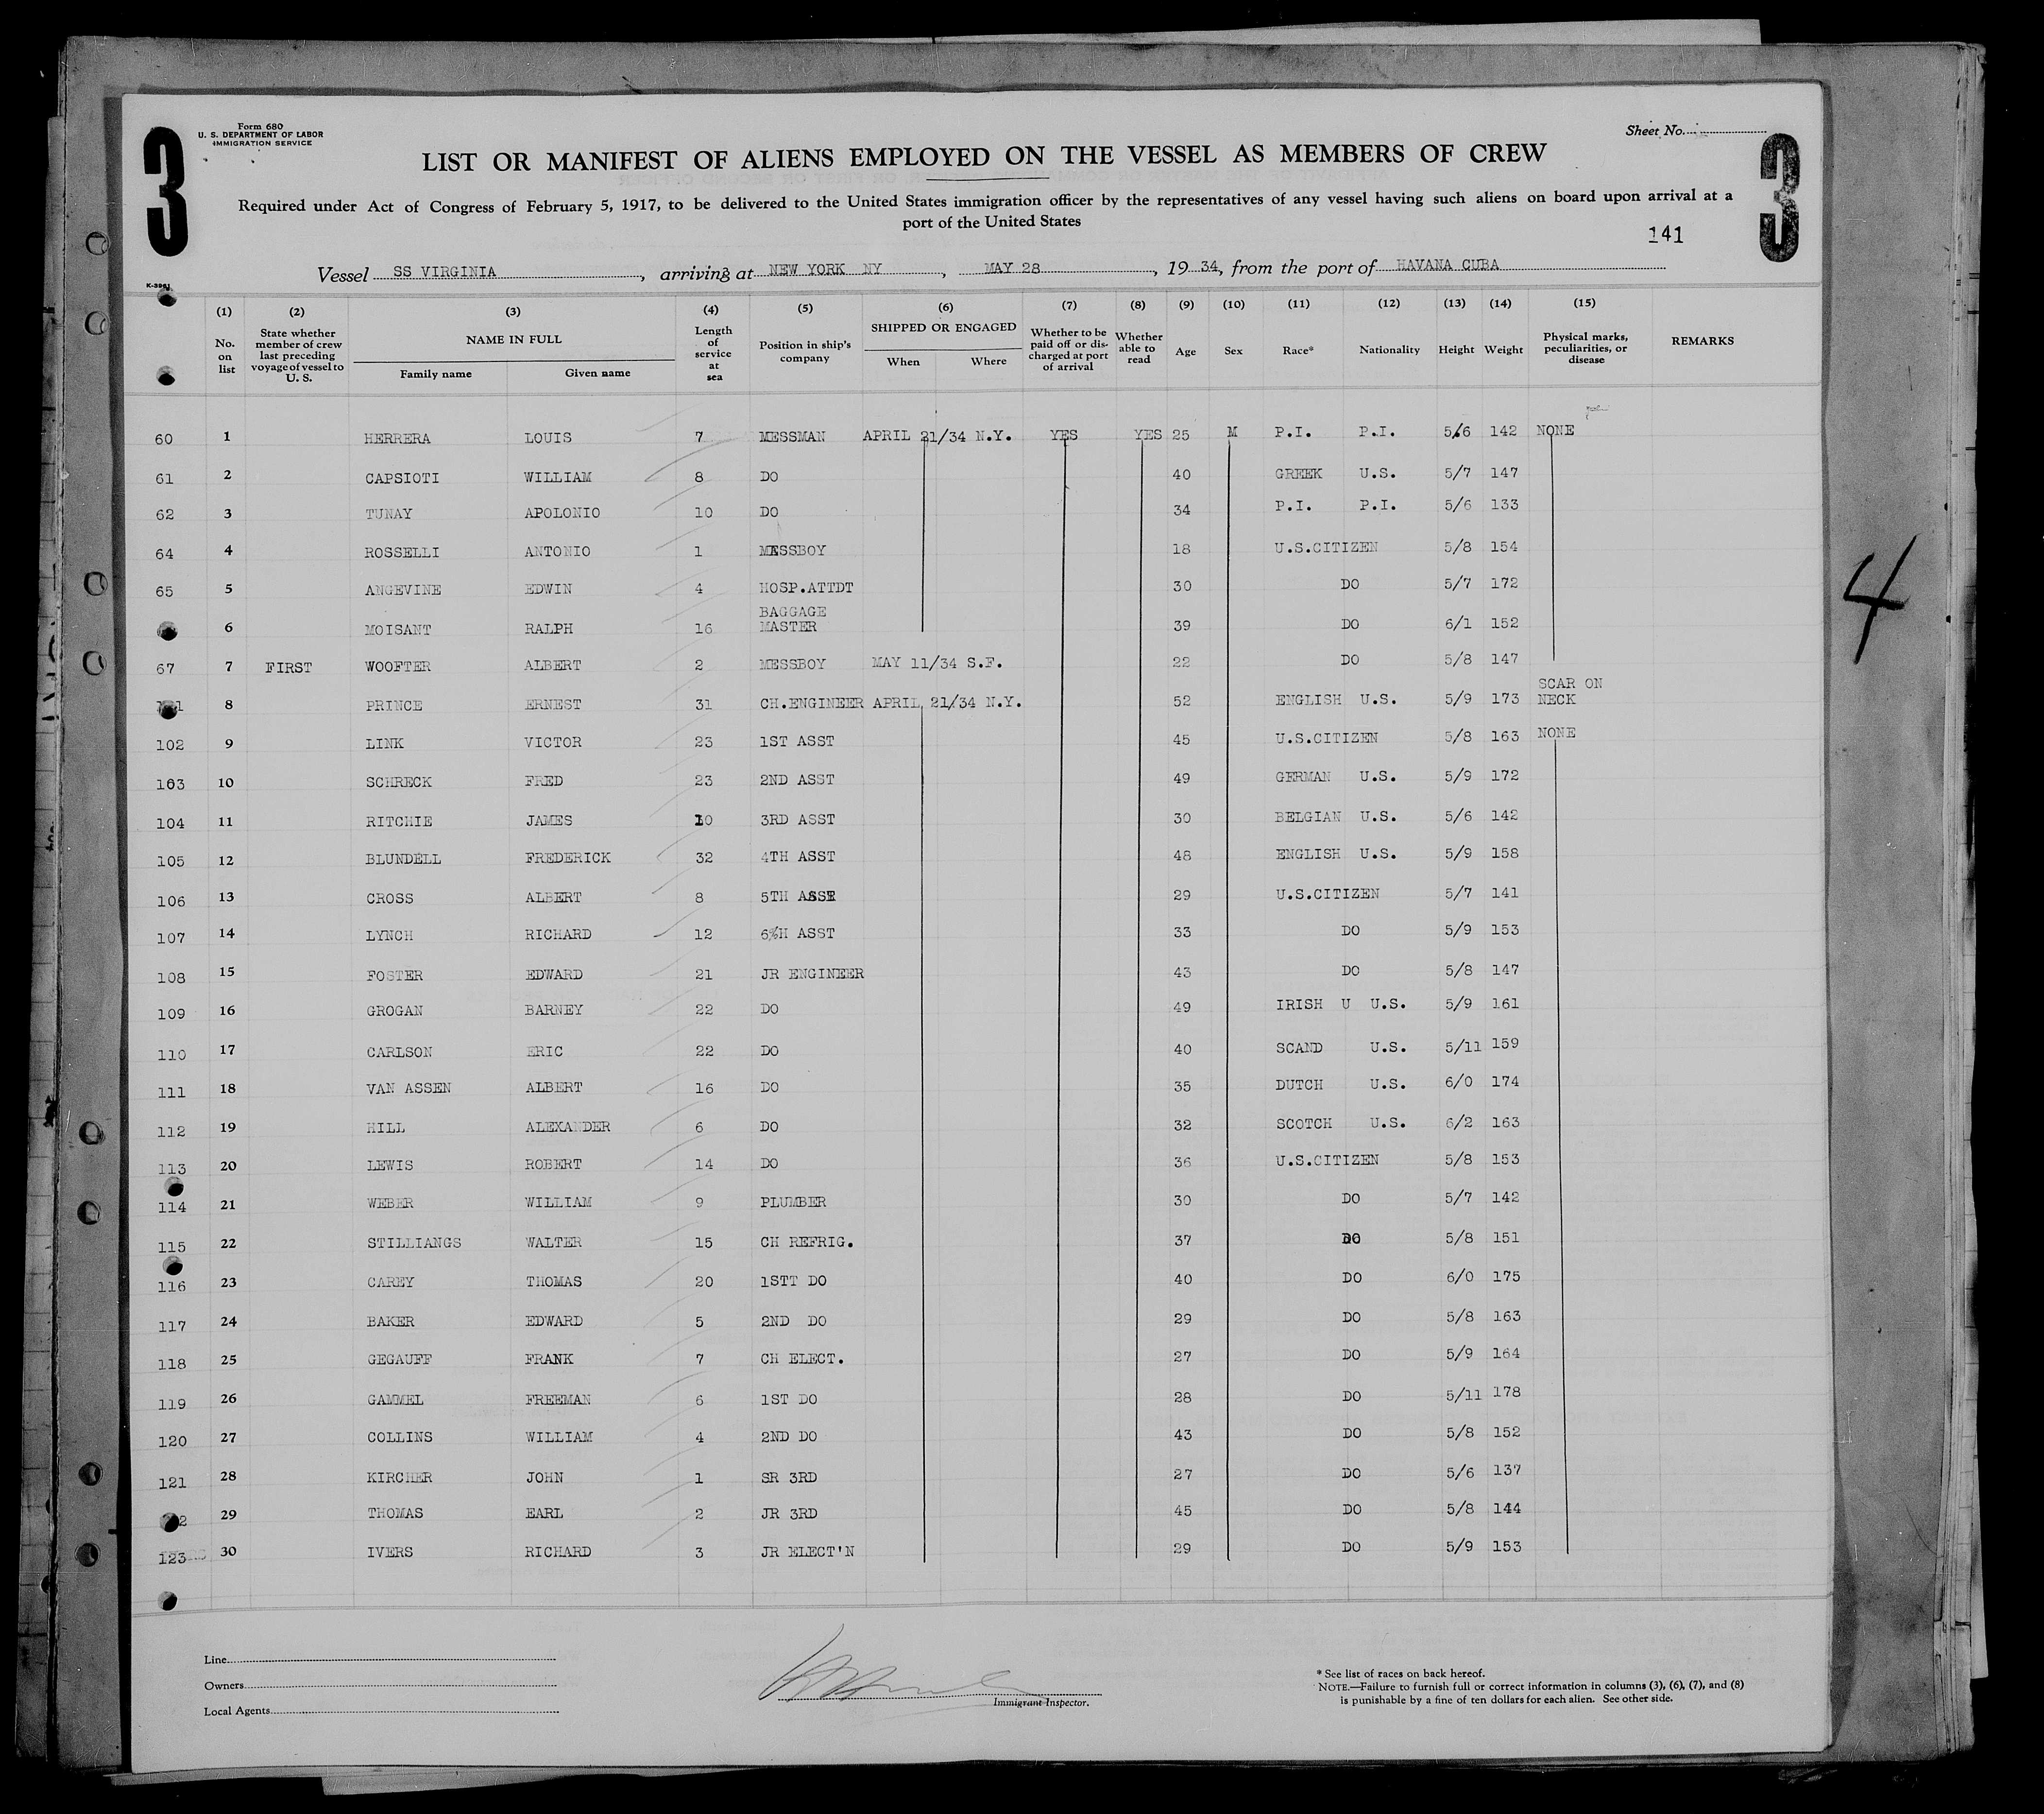 3
Form 680
U. S. DEPARTMENT OF LABOR
IMMIGRATION SERVICE
Sheet No.
3
LIST OR MANIFEST OF ALIENS EMPLOYED ON THE VESSEL AS MEMBERS OF CREW
Required under Act of Congress of February 5, 1917, to be delivered to the United States immigration officer by the representatives of any vessel having such aliens on board upon arrival at a
port of the United States
141
Vessel SS VIRGINIA, arriving at NEW YORK NY, MAY 28, 19 34, from the port of HAVANA CUBA
K-3961
(1) (2) (3) (4) (5) (6) (7) (8) (9) (10) (11) (12) (13) (14) (15)
No. on list State whether member of crew last preceding voyage of vessel to U. S. NAME IN FULL Family name Given name Length of service at sea Position in ship's company SHIPPED OR ENGAGED When Where Whether to be paid off or discharged at port of arrival Whether able to read Age Sex Race* Nationality Height Weight Physical marks, peculiarities, or disease REMARKS
60 1 HERRERA LOUIS 7 MESSMAN APRIL 21/34 N.Y. YES YES 25 M P.I. P.I. 5/6 142 NONE
61 2 CAPSIOTI WILLIAM 8 DO 40 GREEK U.S. 5/7 147
62 3 TUNAY APOLONIO 10 DO 34 P.I. P.I. 5/6 133
64 4 ROSSELLI ANTONIO 1 MESSBOY 18 U.S.CITIZEN 5/8 154
65 5 ANGEVINE EDWIN 4 HOSP.ATTDT 30 DO 5/7 172
6 MOISANT RALPH 16 BAGGAGE MASTER 39 DO 6/1 152
67 7 FIRST WOOFTER ALBERT 2 MESSBOY MAY 11/34 S.F. 22 DO 5/8 147
8 PRINCE ERNEST 31 CH.ENGINEER APRIL 21/34 N.Y. 52 ENGLISH U.S. 5/9 173 SCAR ON NECK
102 9 LINK VICTOR 23 1ST ASST 45 U.S.CITIZEN 5/8 163 NONE
103 10 SCHRECK FRED 23 2ND ASST 49 GERMAN U.S. 5/9 172
104 11 RITCHIE JAMES 10 3RD ASST 30 BELGIAN U.S. 5/6 142
105 12 BLUNDELL FREDERICK 32 4TH ASST 48 ENGLISH U.S. 5/9 158
106 13 CROSS ALBERT 8 5TH ASST 29 U.S.CITIZEN 5/7 141
107 14 LYNCH RICHARD 12 6TH ASST 33 DO 5/9 153
108 15 FOSTER EDWARD 21 JR ENGINEER 43 DO 5/8 147
109 16 GROGAN BARNEY 22 DO 49 IRISH U U.S. 5/9 161
110 17 CARLSON ERIC 22 DO 40 SCAND U.S. 5/11 159
111 18 VAN ASSEN ALBERT 16 DO 35 DUTCH U.S. 6/0 174
112 19 HILL ALEXANDER 6 DO 32 SCOTCH U.S. 6/2 163
113 20 LEWIS ROBERT 14 DO 36 U.S.CITIZEN 5/8 153
114 21 WEBER WILLIAM 9 PLUMBER 30 DO 5/7 142
115 22 STILLIANGS WALTER 15 CH REFRIG. 37 DO 5/8 151
116 23 CAREY THOMAS 20 1STT DO 40 DO 6/0 175
117 24 BAKER EDWARD 5 2ND DO 29 DO 5/8 163
118 25 GEGAUFF FRANK 7 CH ELECT. 27 DO 5/9 164
119 26 GAMMEL FREEMAN 6 1ST DO 28 DO 5/11 178
120 27 COLLINS WILLIAM 4 2ND DO 43 DO 5/8 152
121 28 KIRCHER JOHN 1 SR 3RD 27 DO 5/6 137
29 THOMAS EARL 2 JR 3RD 45 DO 5/8 144
123 30 IVERS RICHARD 3 JR ELECT'N 29 DO 5/9 153
4
Line
Owners
Local Agents
Immigrant Inspector.
* See list of races on back hereof.
NOTE.—Failure to furnish full or correct information in columns (3), (6), (7), and (8)
is punishable by a fine of ten dollars for each alien. See other side.